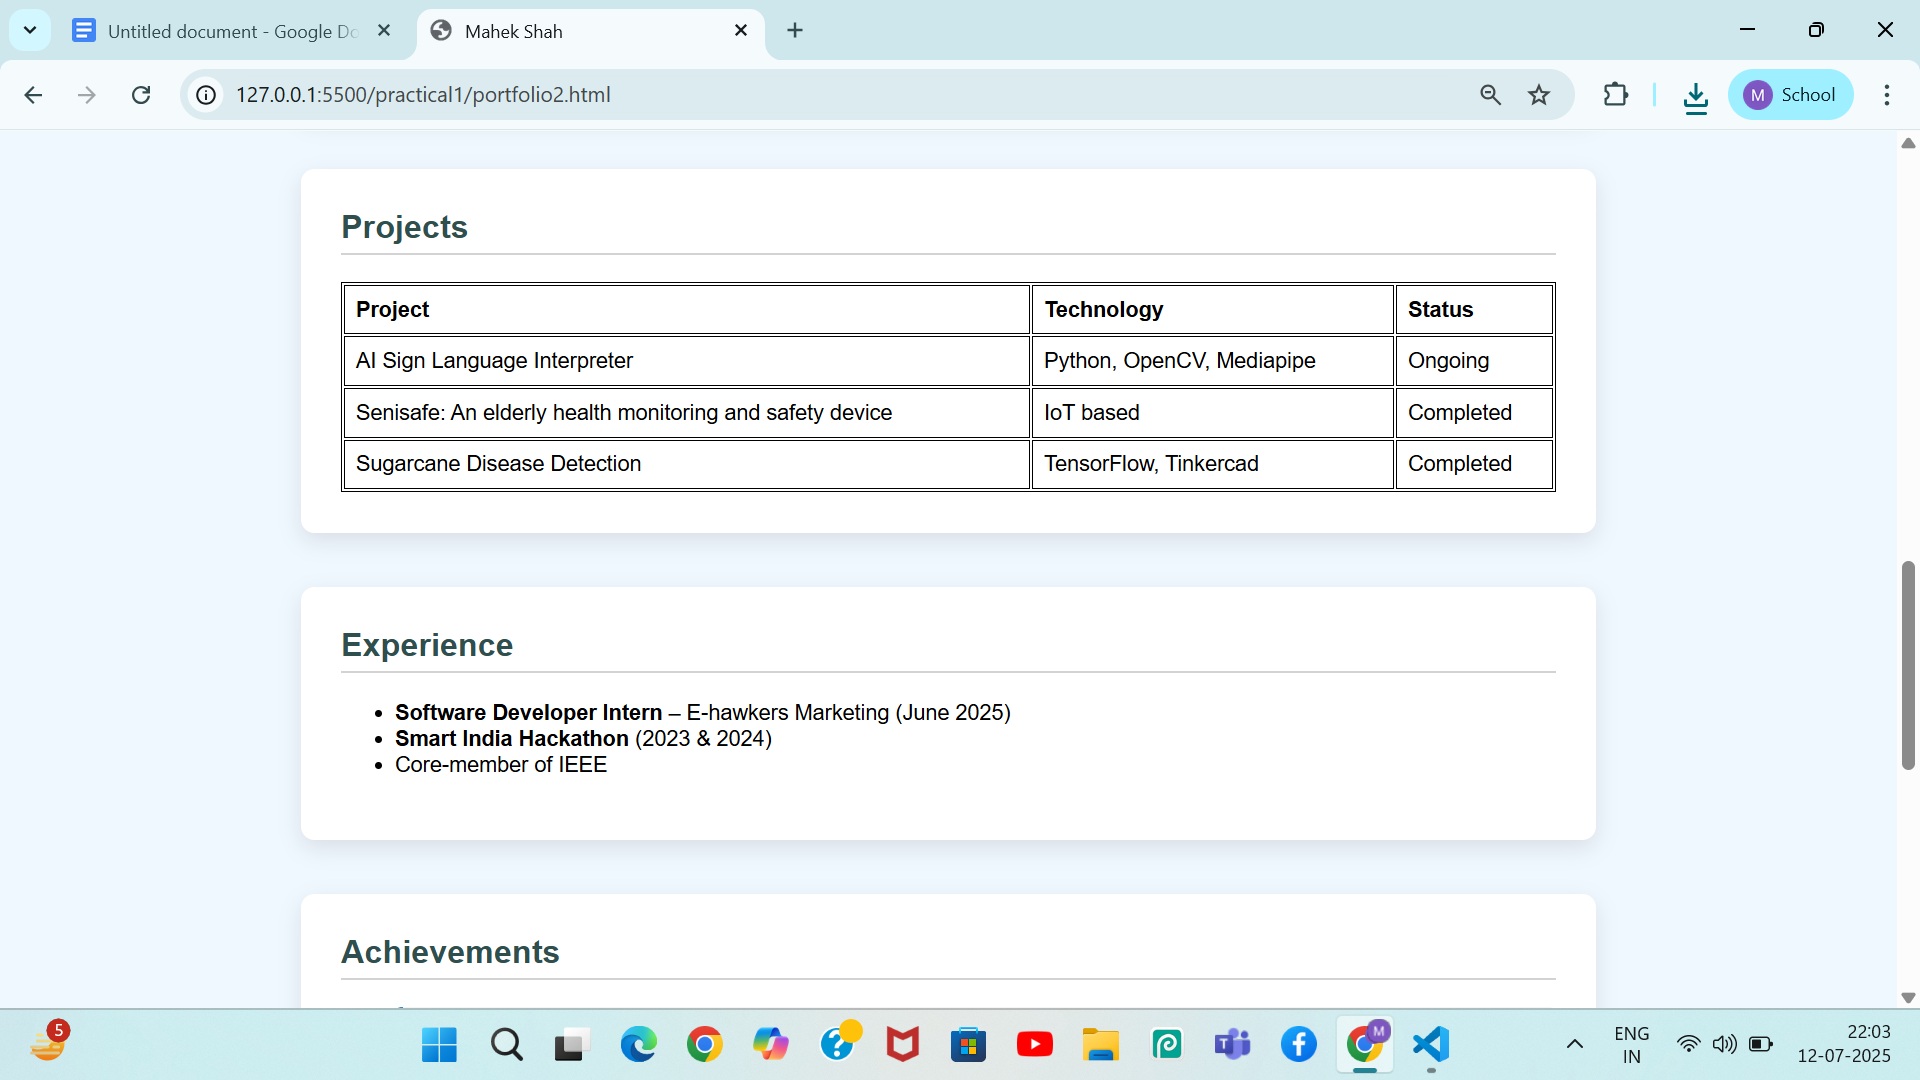 Untitled document - Google Do
Mahek Shah
127.0.0.1:5500/practical1/portfolio2.html
M School
Projects
Project Technology Status
AI Sign Language Interpreter Python, OpenCV, Mediapipe Ongoing
Senisafe: An elderly health monitoring and safety device IoT based Completed
Sugarcane Disease Detection TensorFlow, Tinkercad Completed
Experience
Software Developer Intern – E-hawkers Marketing (June 2025)
Smart India Hackathon (2023 & 2024)
Core-member of IEEE
Achievements
5
M
ENG
IN
22:03
12-07-2025